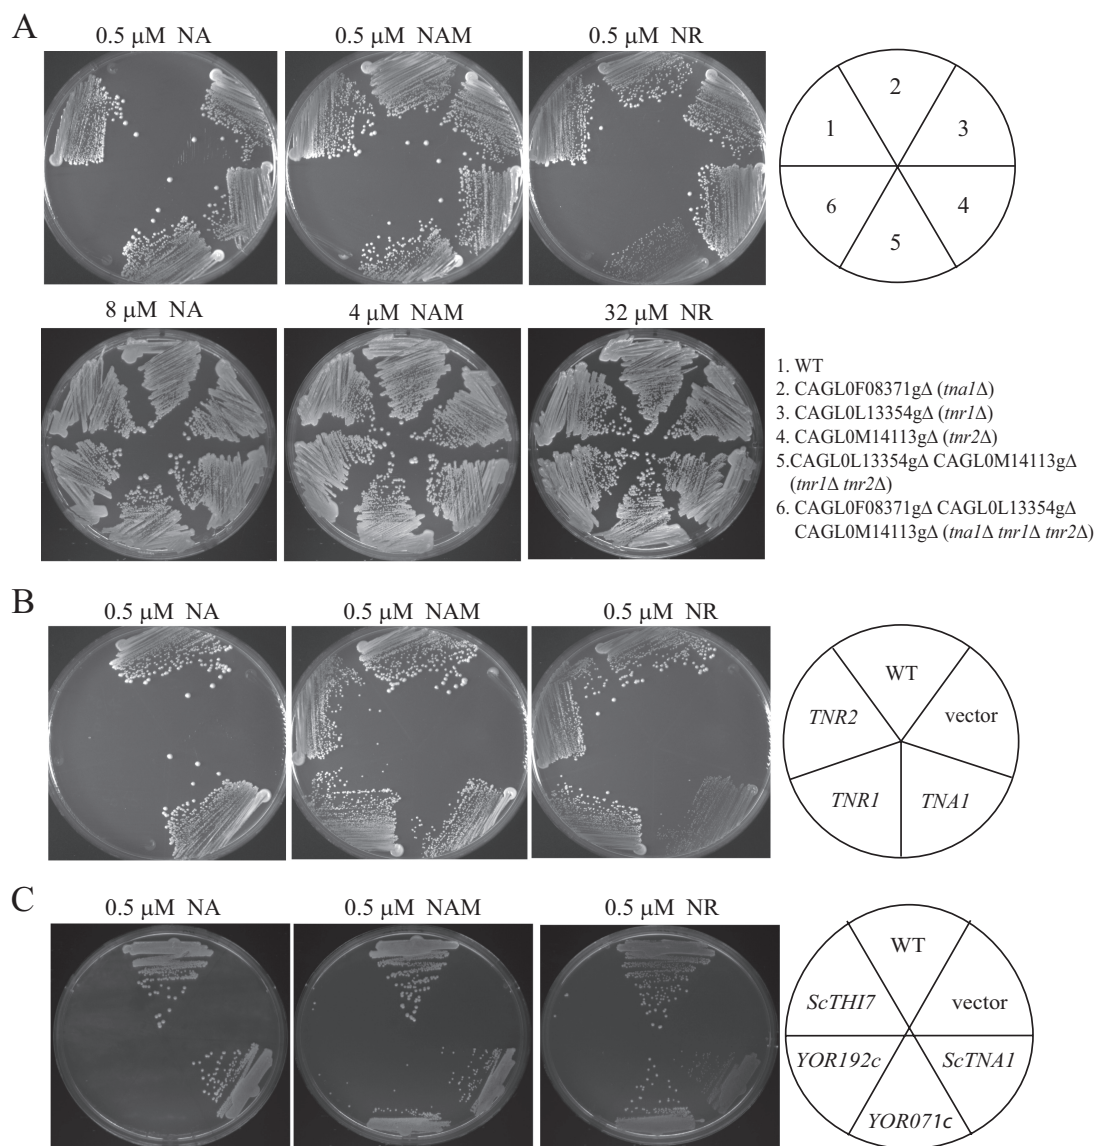 A
0.5 μM NA
0.5 μM NAM
0.5 μM NR
1
2
3
4
5
6
8 μM NA
4 μM NAM
32 μM NR
1. WT
2. CAGL0F08371gΔ (tna1Δ)
3. CAGL0L13354gΔ (tnr1Δ)
4. CAGL0M14113gΔ (tnr2Δ)
5.CAGL0L13354gΔ CAGL0M14113gΔ
(tnr1Δ tnr2Δ)
6. CAGL0F08371gΔ CAGL0L13354gΔ
CAGL0M14113gΔ (tna1Δ tnr1Δ tnr2Δ)
B
0.5 μM NA
0.5 μM NAM
0.5 μM NR
WT
TNR2
vector
TNR1
TNA1
C
0.5 μM NA
0.5 μM NAM
0.5 μM NR
WT
ScTHI7
vector
YOR192c
ScTNA1
YOR071c